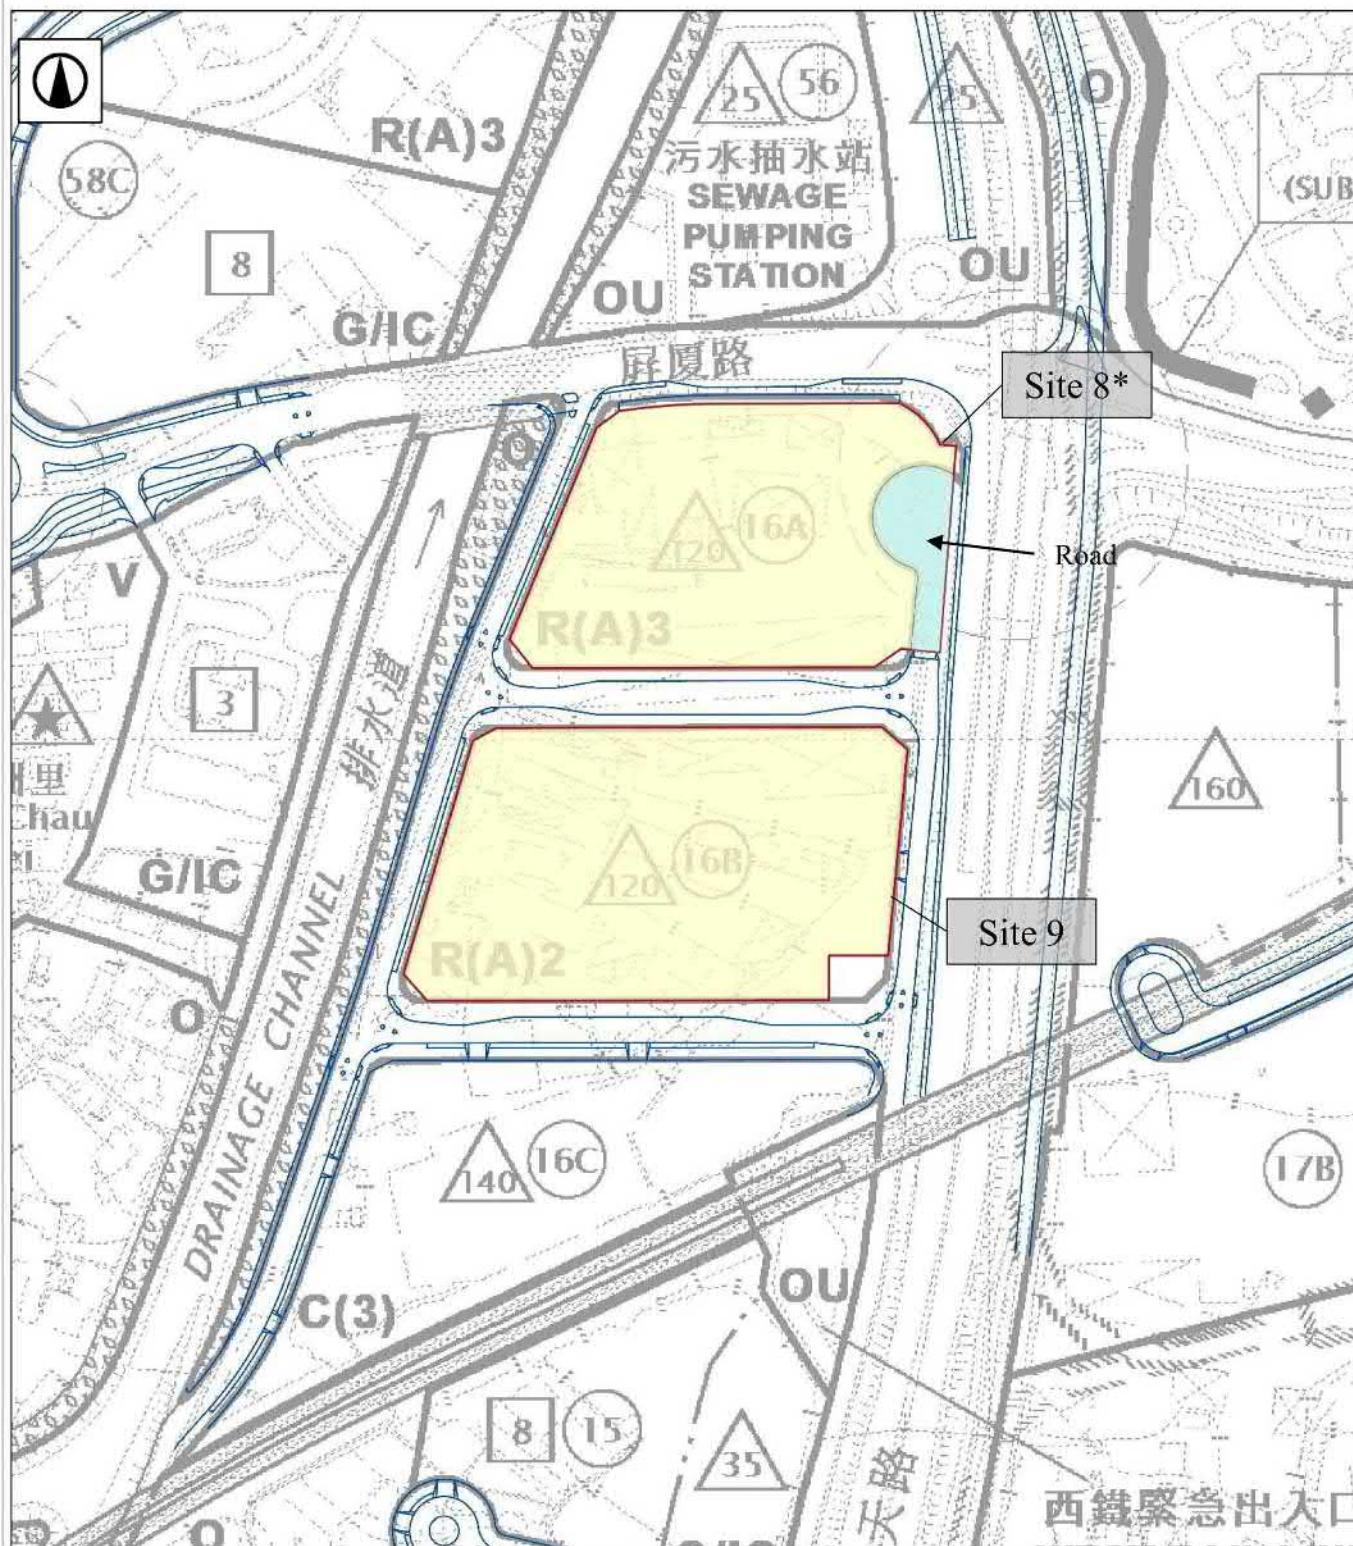 25
56
25
O
R(A)3
58C
污水抽水站
SEWAGE
PUMPING
STATION
(SUB
8
OU
OU
G/IC
屏厦路
Site 8*
O
120
16A
Road
V
R(A)3
3
排水道
160
Chau
120
16B
G/IC
Site 9
R(A)2
O
DRAINAGE CHANNEL
140
16C
17B
OU
C(3)
8
15
35
天路
西鐵緊急出入口
O